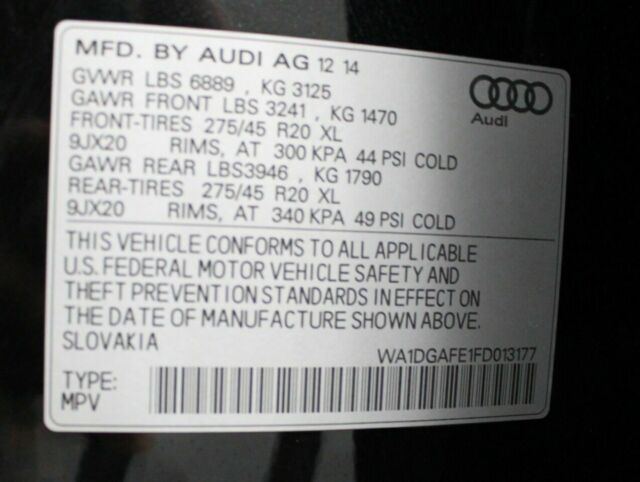 MFD. BY AUDI AG 12 14
GVWR LBS 6889 , KG 3125
GAWR FRONT LBS 3241 , KG 1470
FRONT-TIRES 275/45 R20 XL
9JX20 RIMS, AT 300 KPA 44 PSI COLD
GAWR REAR LBS3946 , KG 1790
REAR-TIRES 275/45 R20 XL
9JX20 RIMS, AT 340 KPA 49 PSI COLD
Audi
THIS VEHICLE CONFORMS TO ALL APPLICABLE
U.S. FEDERAL MOTOR VEHICLE SAFETY AND
THEFT PREVENTION STANDARDS IN EFFECT ON
THE DATE OF MANUFACTURE SHOWN ABOVE.
SLOVAKIA WA1DGAFE1FD013177
TYPE:
MPV